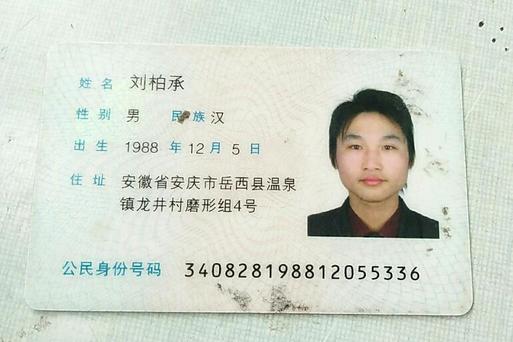 姓名 刘柏承
性别 男 民族 汉
出生 1988 年 12 月 5 日
住址 安徽省安庆市岳西县温泉
镇龙井村磨形组4号
公民身份号码 340828198812055336